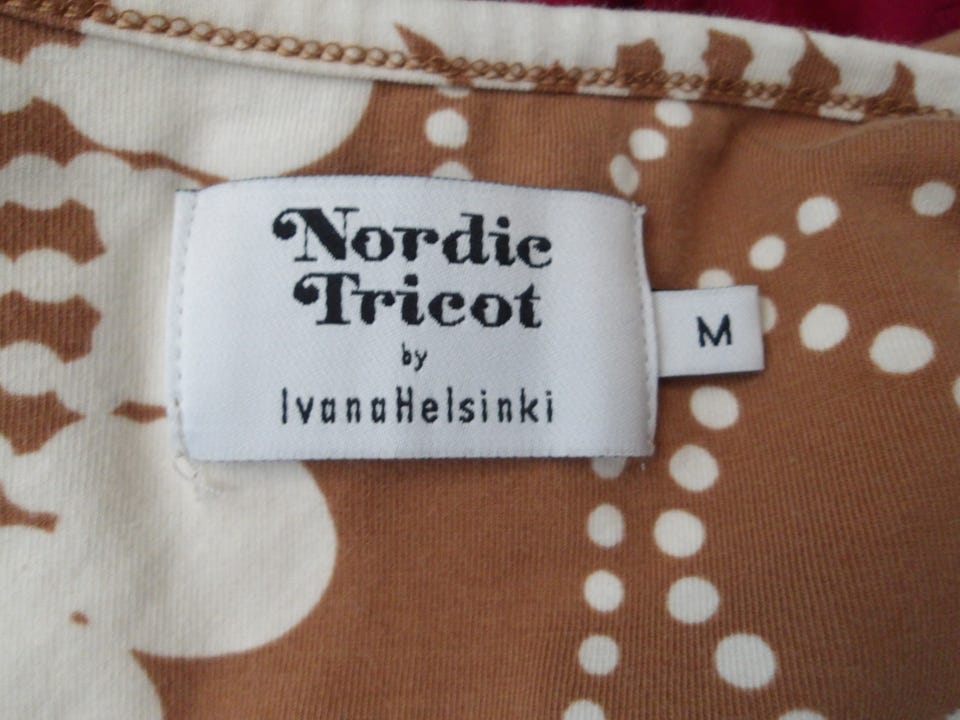 Nordic
Tricot
by
IvanaHelsinki
M